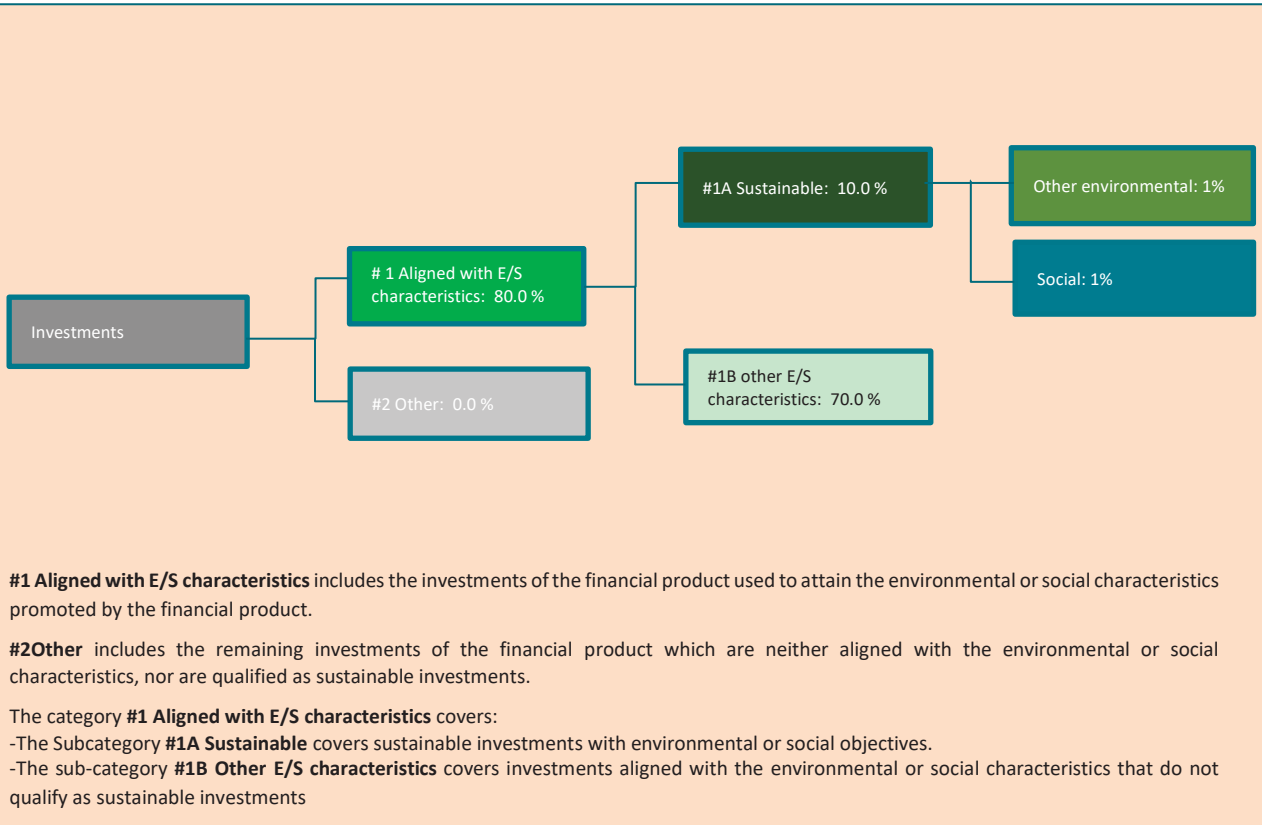 #1A Sustainable: 10.0 %
Other environmental: 1%
# 1 Aligned with E/S
characteristics: 80.0 %
Social: 1%
Investments
#1B other E/S
characteristics: 70.0 %
#2 Other: 0.0 %
#1 Aligned with E/S characteristics includes the investments of the financial product used to attain the environmental or social characteristics
promoted by the financial product.
#2Other includes the remaining investments of the financial product which are neither aligned with the environmental or social
characteristics, nor are qualified as sustainable investments.
The category #1 Aligned with E/S characteristics covers:
-The Subcategory #1A Sustainable covers sustainable investments with environmental or social objectives.
-The sub-category #1B Other E/S characteristics covers investments aligned with the environmental or social characteristics that do not
qualify as sustainable investments